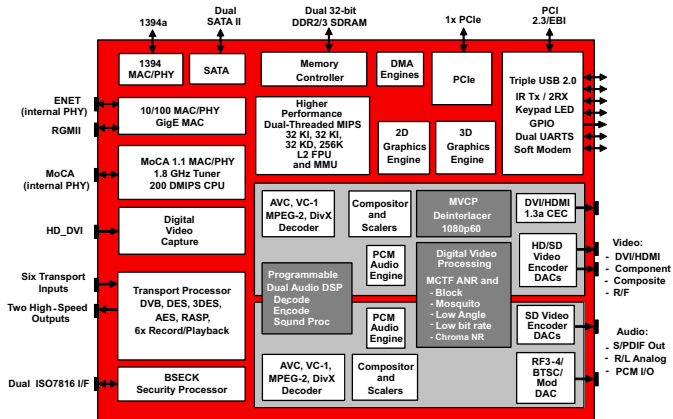 1394a
Dual
SATA II
Dual 32-bit
DDR2/3 SDRAM
1x PCIe
PCI
2.3/EBI
1394
MAC/PHY
SATA
Memory
Controller
DMA
Engines
PCIe
Triple USB 2.0
IR Tx / 2RX
Keypad LED
GPIO
Dual UARTS
Soft Modem
ENET
(internal PHY)
RGMII
10/100 MAC/PHY
GigE MAC
Higher
Performance
Dual-Threaded MIPS
32 KI, 32 KI,
32 KD, 256K
L2 FPU
and MMU
2D
Graphics
Engine
3D
Graphics
Engine
MoCA
(internal PHY)
MoCA 1.1 MAC/PHY
1.8 GHz Tuner
200 DMIPS CPU
HD_DVI
Digital
Video
Capture
AVC, VC-1
MPEG-2, DivX
Decoder
Compositor
and
Scalers
MVCP
Deinterlacer
1080p60
DVI/HDMI
1.3a CEC
PCM
Audio
Engine
Digital Video
Processing
MCTF ANR and
- Block
- Mosquito
- Low Angle
- Low bit rate
- Chroma NR
HD/SD
Video
Encoder
DACs
Video:
- DVI/HDMI
- Component
- Composite
- R/F
Programmable
Dual Audio DSP
Decode
Encode
Sound Proc
Six Transport
Inputs
Two High-Speed
Outputs
Transport Processor
DVB, DES, 3DES,
AES, RASP,
6x Record/Playback
PCM
Audio
Engine
SD Video
Encoder
DACs
Audio:
- S/PDIF Out
- R/L Analog
- PCM I/O
Dual ISO7816 I/F
BSECK
Security Processor
AVC, VC-1,
MPEG-2, DivX
Decoder
Compositor
and
Scalers
RF3-4/
BTSC/
Mod
DAC